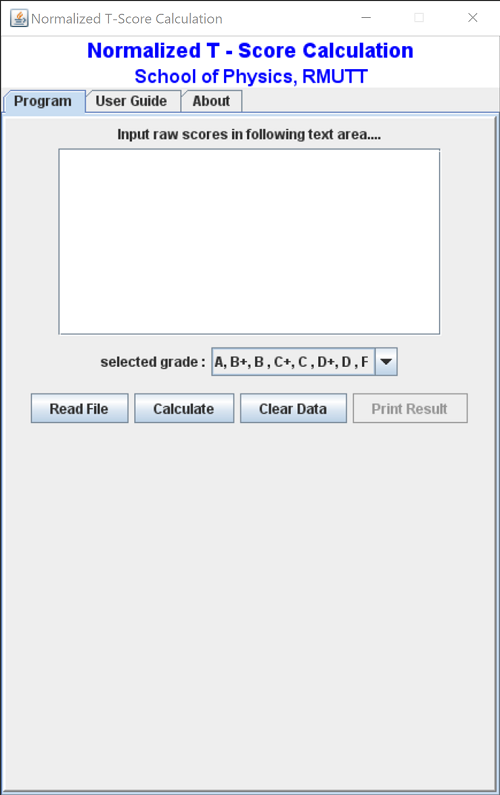 Normalized T-Score Calculation
Normalized T - Score Calculation
School of Physics, RMUTT
Program User Guide About
Input raw scores in following text area....
selected grade : A, B+, B , C+, C , D+, D , F
Read File Calculate Clear Data Print Result